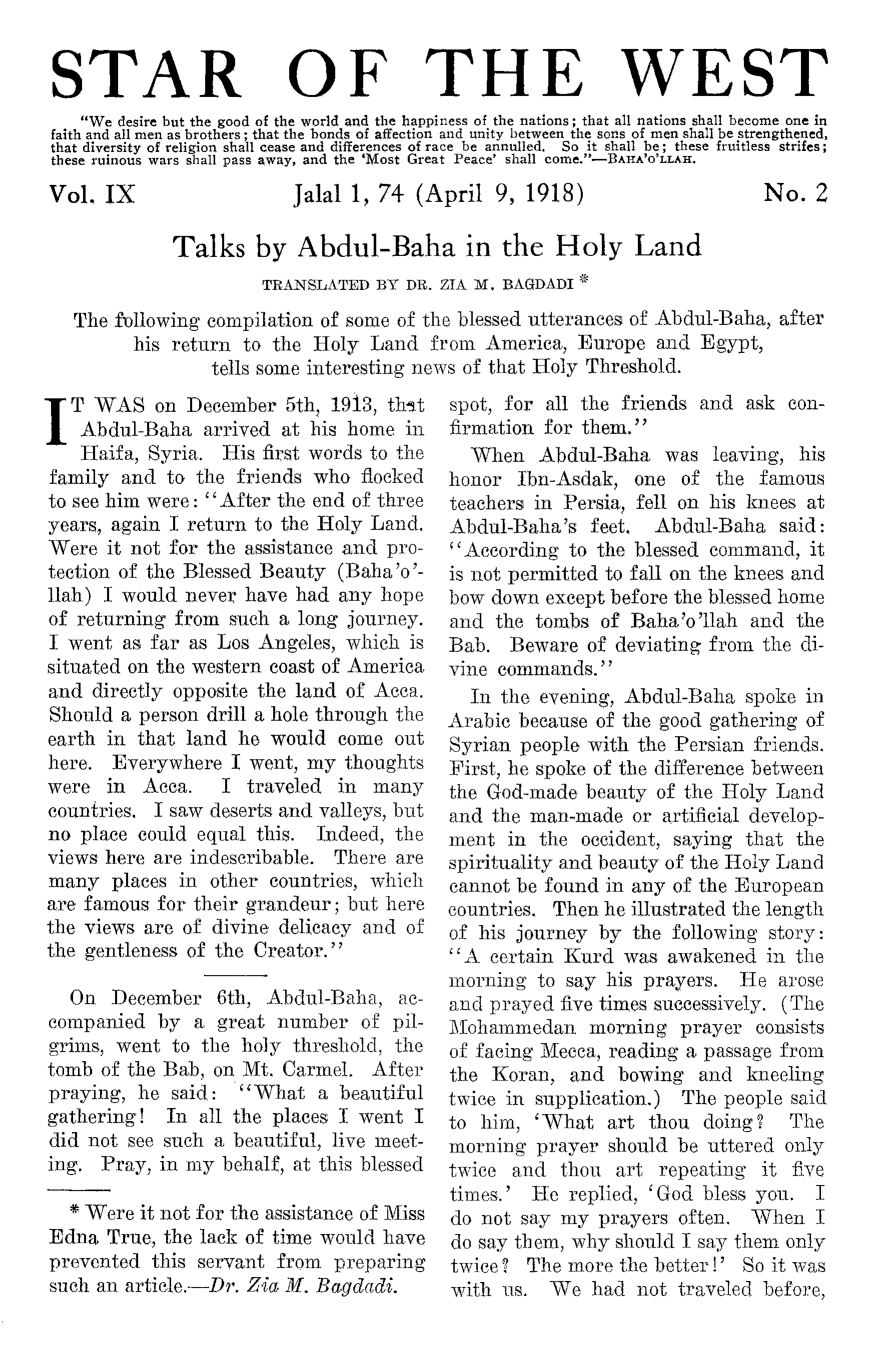 STAR OF THE WEST
"We desire but the good of the world and the happiness of the nations; that all nations shall become one in
faith and all men as brothers; that the bonds of affection and unity between the sons of men shall be strengthened,
that diversity of religion shall cease and differences of race be annulled. So it shall be; these fruitless strifes;
these ruinous wars shall pass away, and the 'Most Great Peace' shall come."—BAHA'O'LLAH.
Vol. IX Jalal 1, 74 (April 9, 1918) No. 2
Talks by Abdul-Baha in the Holy Land
TRANSLATED BY DR. ZIA M. BAGDADI *
The following compilation of some of the blessed utterances of Abdul-Baha, after
his return to the Holy Land from America, Europe and Egypt,
tells some interesting news of that Holy Threshold.
IT WAS on December 5th, 1913, that
Abdul-Baha arrived at his home in
Haifa, Syria. His first words to the
family and to the friends who flocked
to see him were: "After the end of three
years, again I return to the Holy Land.
Were it not for the assistance and pro-
tection of the Blessed Beauty (Baha'o'-
llah) I would never have had any hope
of returning from such a long journey.
I went as far as Los Angeles, which is
situated on the western coast of America
and directly opposite the land of Acca.
Should a person drill a hole through the
earth in that land he would come out
here. Everywhere I went, my thoughts
were in Acca. I traveled in many
countries. I saw deserts and valleys, but
no place could equal this. Indeed, the
views here are indescribable. There are
many places in other countries, which
are famous for their grandeur; but here
the views are of divine delicacy and of
the gentleness of the Creator."
On December 6th, Abdul-Baha, ac-
companied by a great number of pil-
grims, went to the holy threshold, the
tomb of the Bab, on Mt. Carmel. After
praying, he said: "What a beautiful
gathering! In all the places I went I
did not see such a beautiful, live meet-
ing. Pray, in my behalf, at this blessed
* Were it not for the assistance of Miss
Edna True, the lack of time would have
prevented this servant from preparing
such an article.—Dr. Zia M. Bagdadi.
spot, for all the friends and ask con-
firmation for them."
When Abdul-Baha was leaving, his
honor Ibn-Asdak, one of the famous
teachers in Persia, fell on his knees at
Abdul-Baha's feet. Abdul-Baha said:
"According to the blessed command, it
is not permitted to fall on the knees and
bow down except before the blessed home
and the tombs of Baha'o'llah and the
Bab. Beware of deviating from the di-
vine commands."
In the evening, Abdul-Baha spoke in
Arabic because of the good gathering of
Syrian people with the Persian friends.
First, he spoke of the difference between
the God-made beauty of the Holy Land
and the man-made or artificial develop-
ment in the occident, saying that the
spirituality and beauty of the Holy Land
cannot be found in any of the European
countries. Then he illustrated the length
of his journey by the following story:
"A certain Kurd was awakened in the
morning to say his prayers. He arose
and prayed five times successively. (The
Mohammedan morning prayer consists
of facing Mecca, reading a passage from
the Koran, and bowing and kneeling
twice in supplication.) The people said
to him, 'What art thou doing? The
morning prayer should be uttered only
twice and thou art repeating it five
times.' He replied, 'God bless you. I
do not say my prayers often. When I
do say them, why should I say them only
twice? The more the better!' So it was
with us. We had not traveled before,